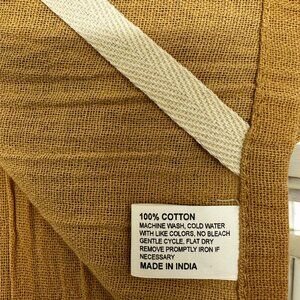 100% COTTON
MACHINE WASH, COLD WATER
WITH LIKE COLORS, NO BLEACH
GENTLE CYCLE, FLAT DRY
REMOVE PROMPTLY IRON IF
NECESSARY
MADE IN INDIA